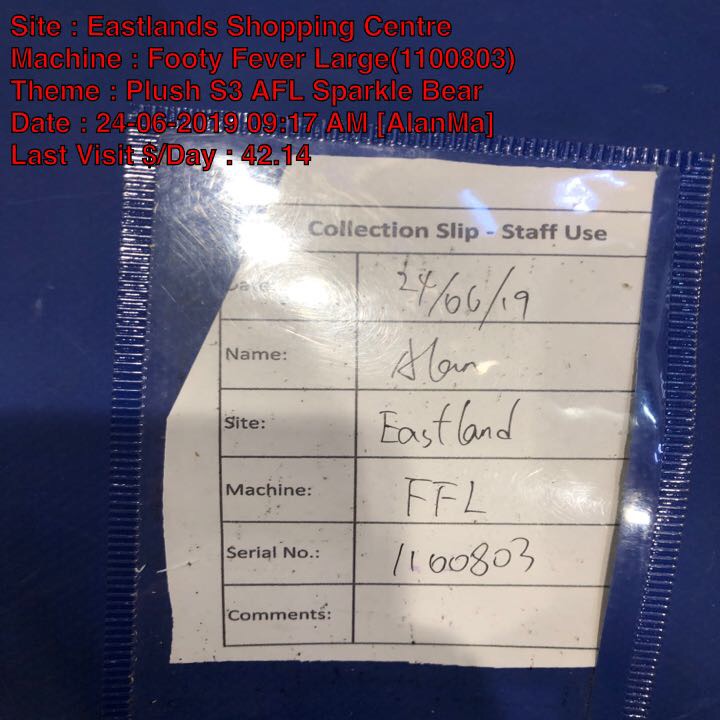 Site : Eastlands Shopping Centre
Machine : Footy Fever Large(1100803)
Theme : Plush S3 AFL Sparkle Bear
Date : 24-06-2019 09:17 AM [AlanMa]
Last Visit $/Day : 42.14
Collection Slip - Staff Use
Date: 24/06/19
Name: Alan
Site: Eastland
Machine: FFL
Serial No.: 1100803
Comments: